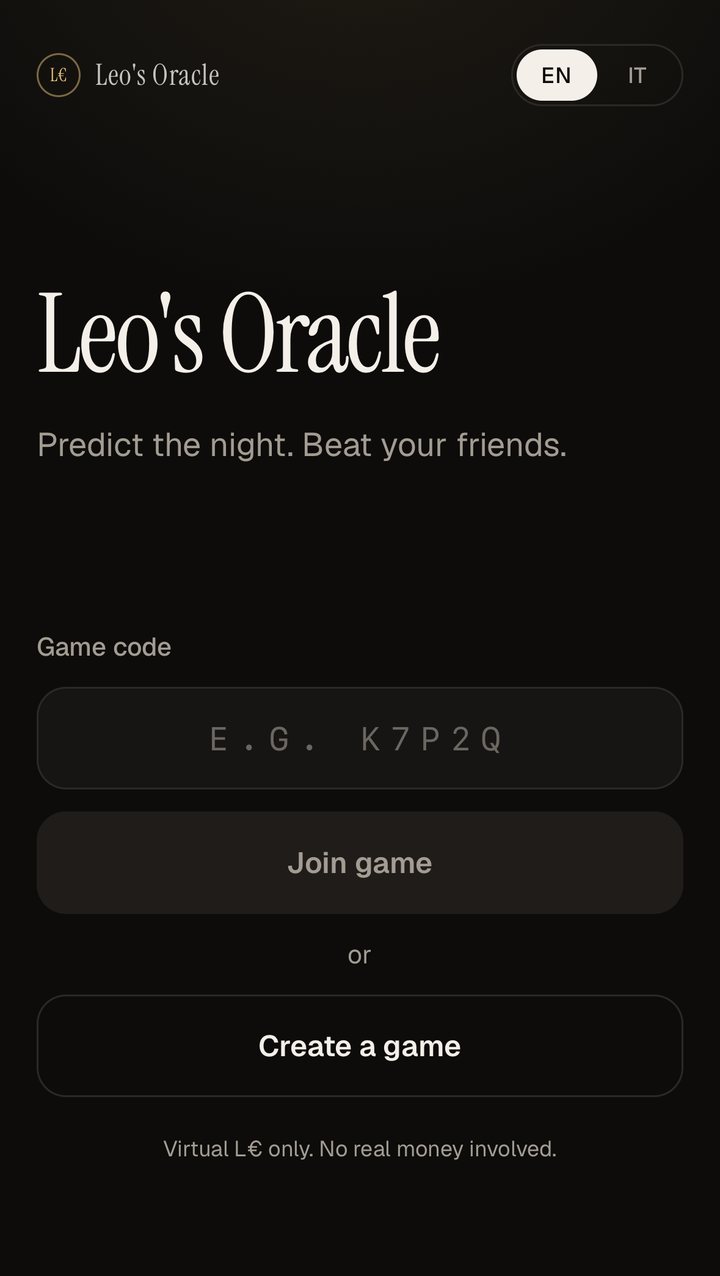 L€ Leo's Oracle
EN IT
Leo's Oracle
Predict the night. Beat your friends.
Game code
E.G. K7P2Q
Join game
or
Create a game
Virtual L€ only. No real money involved.